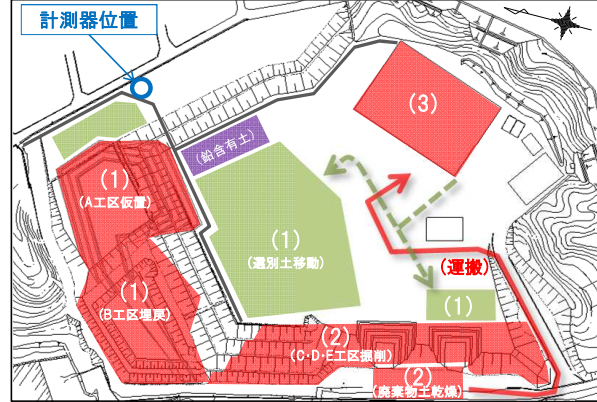 計測器位置
(3)
(鉛含有土)
(1)
(A工区仮置)
(1)
(選別土移動)
(運搬)
(1)
(B工区埋戻)
(1)
(2)
(C・D・E工区掘削)
(2)
(廃棄物土乾燥)